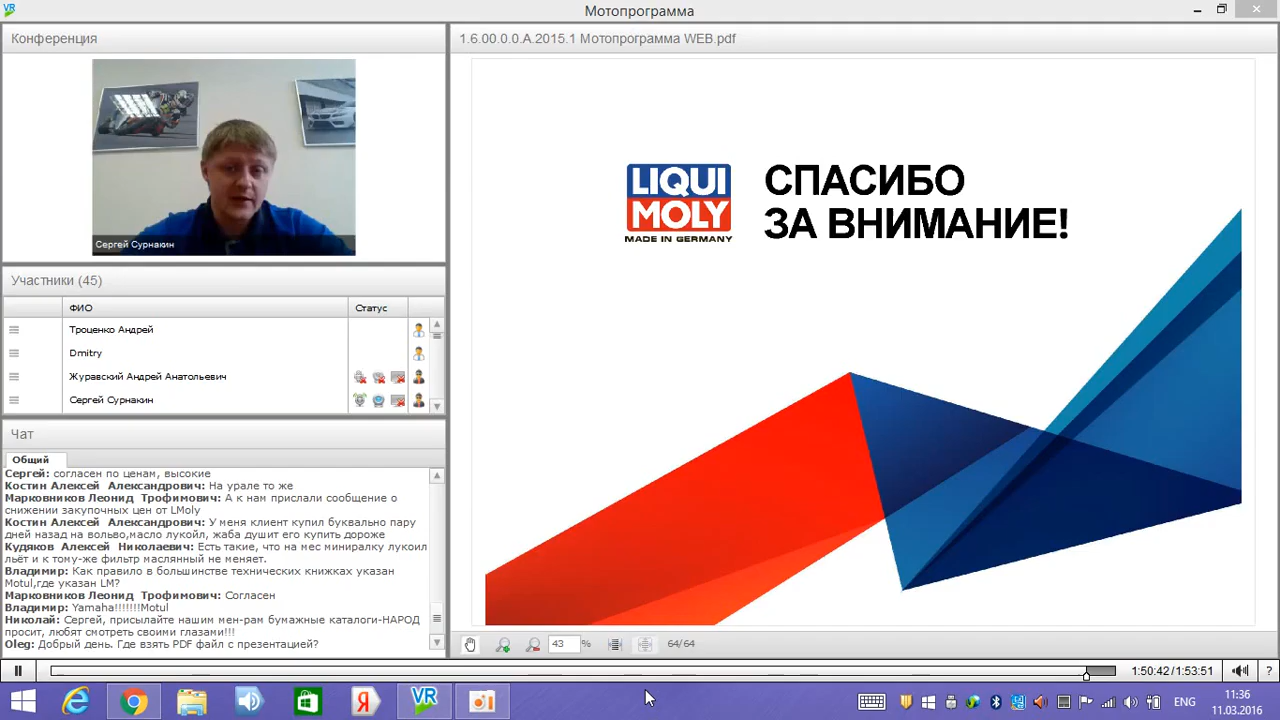 VR
Мотопрограмма
Конференция
Сергей Сурнакин
Участники (45)
ФИО
Статус
Троценко Андрей
Dmitry
Журавский Андрей Анатольевич
Сергей Сурнакин
Чат
Общий
Сергей: согласен по ценам, высокие
Костин Алексей Александрович: На урале то же
Марковников Леонид Трофимович: А к нам прислали сообщение о
снижении закупочных цен от LMoly
Костин Алексей Александрович: У меня клиент купил буквально пару
дней назад на вольво,масло лукойл, жаба душит его купить дороже
Кудяков Алексей Николаевич: Есть такие, что на мес миниралку лукоил
льёт и к тому-же фильтр маслянный не меняет.
Владимир: Как правило в большинстве технических книжках указан
Motul,где указан LM?
Марковников Леонид Трофимович: Согласен
Владимир: Yamaha!!!!!!!Motul
Николай: Сергей, присылайте нашим мен-рам бумажные каталоги-НАРОД
просит, любят смотреть своими глазами!!!
Oleg: Добрый день. Где взять PDF файл с презентацией?
1.6.00.0.0.A.2015.1 Мотопрограмма WEB.pdf
LIQUI
MOLY
MADE IN GERMANY
СПАСИБО
ЗА ВНИМАНИЕ!
43 %
64/64
1:50:42/1:53:51
?
Я
VR
ENG
11:36
11.03.2016